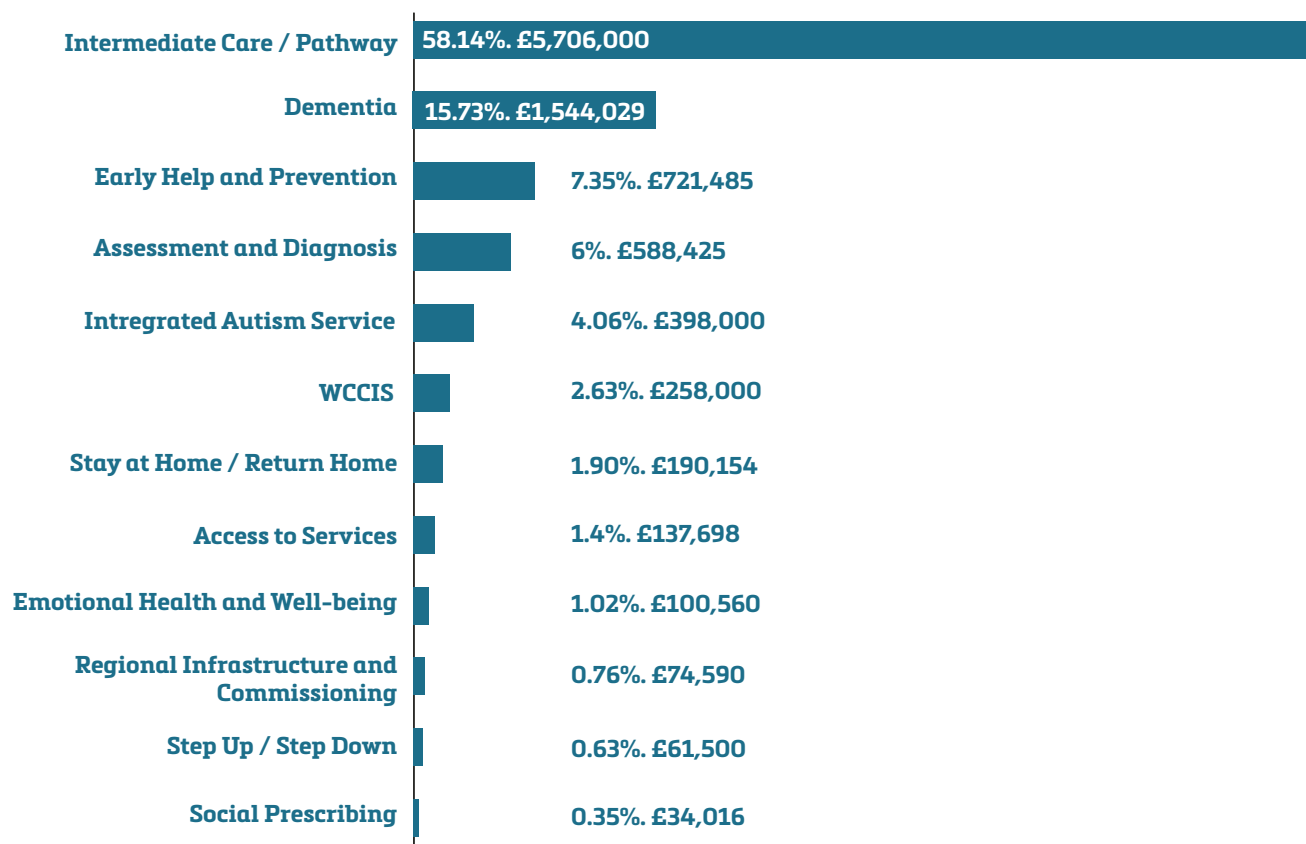 Intermediate Care / Pathway 58.14%. £5,706,000
Dementia 15.73%. £1,544,029
Early Help and Prevention 7.35%. £721,485
Assessment and Diagnosis 6%. £588,425
Intregrated Autism Service 4.06%. £398,000
WCCIS 2.63%. £258,000
Stay at Home / Return Home 1.90%. £190,154
Access to Services 1.4%. £137,698
Emotional Health and Well-being 1.02%. £100,560
Regional Infrastructure and
Commissioning 0.76%. £74,590
Step Up / Step Down 0.63%. £61,500
Social Prescribing 0.35%. £34,016